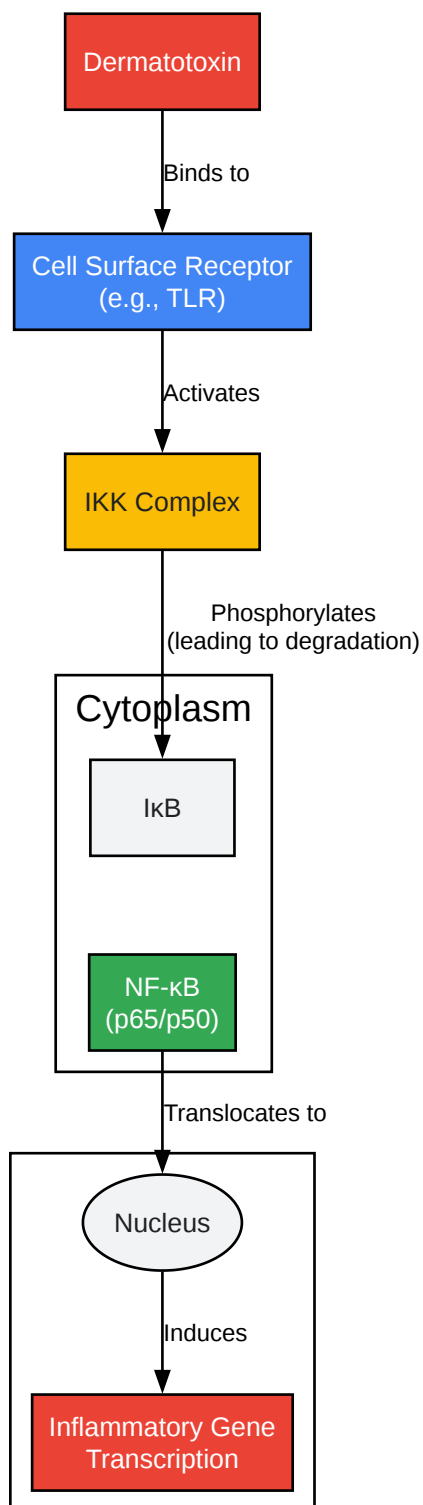 Dermatotoxin
Binds to
Cell Surface Receptor
(e.g., TLR)
Activates
IKK Complex
Phosphorylates
(leading to degradation)
Cytoplasm
IκB
NF-κB
(p65/p50)
Translocates to
Nucleus
Induces
Inflammatory Gene
Transcription